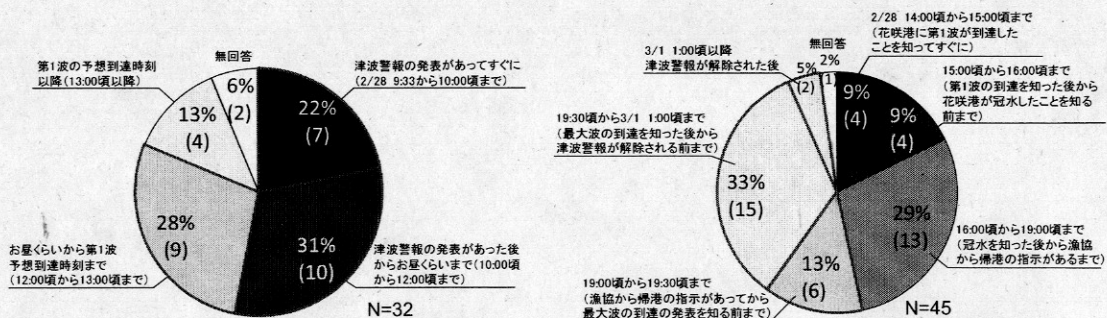 無回答
6%
(2)
津波警報の発表があってすぐに
(2/28 9:33から10:00まで)
22%
(7)
津波警報の発表があった後
からお昼くらいまで(10:00頃
から12:00頃まで)
31%
(10)
お昼くらいから第1波
予想到達時刻まで
(12:00頃から13:00頃まで)
28%
(9)
第1波の予想到達時刻
以降(13:00頃以降)
13%
(4)
N=32
無回答
2%
(1)
2/28 14:00頃から15:00頃まで
(花咲港に第1波が到達した
ことを知ってすぐに)
9%
(4)
15:00頃から16:00頃まで
(第1波の到達を知った後から
花咲港が冠水したことを知る
前まで)
9%
(4)
16:00頃から19:00頃まで
(冠水を知った後から漁協
から帰港の指示があるまで)
29%
(13)
19:00頃から19:30頃まで
(漁協から帰港の指示があってから
最大波の到達の発表を知る前まで)
13%
(6)
19:30頃から3/1 1:00頃まで
(最大波の到達を知った後から
津波警報が解除される前まで)
33%
(15)
3/1 1:00頃以降
津波警報が解除された後
5%
(2)
N=45